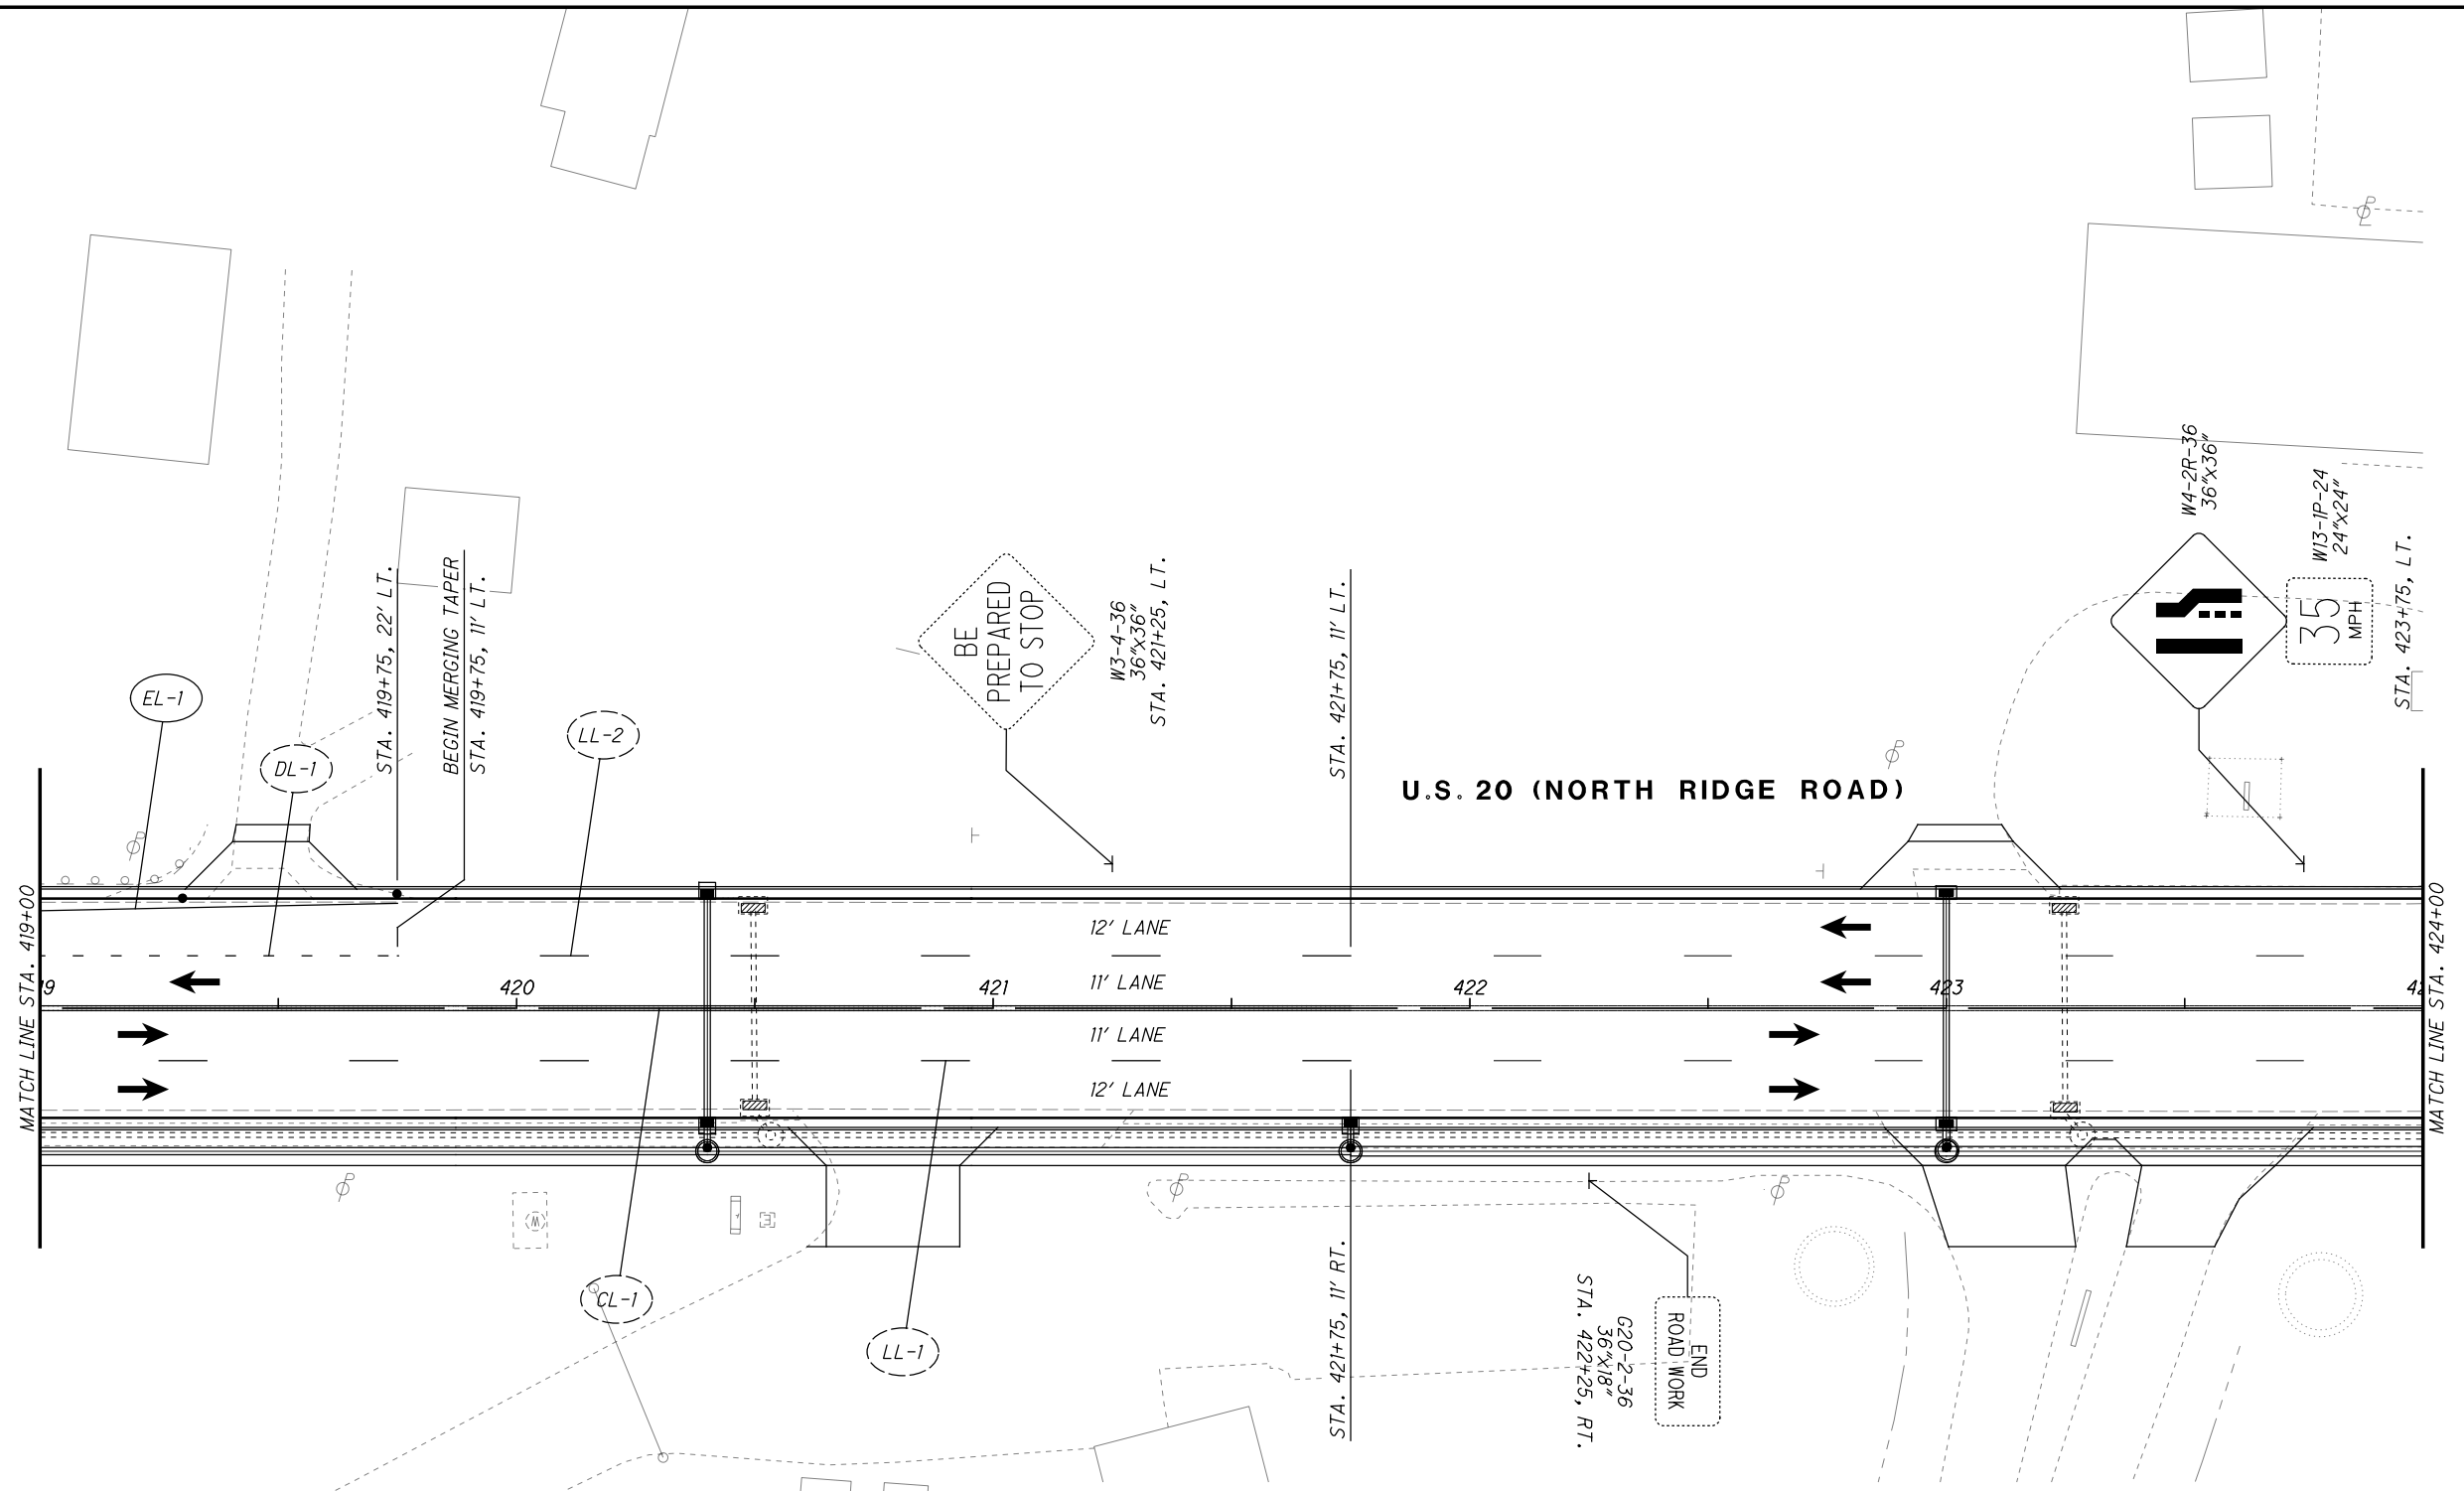 W4-2R-36
36"x36"
W13-1P-24
24"x24"
35
MPH
STA. 423+75, LT.
BE
PREPARED
TO STOP
W3-4-36
36"x36"
STA. 421+25, LT.
STA. 419+75, 22' LT.
BEGIN MERGING TAPER
STA. 419+75, 11' LT.
STA. 421+75, 11' LT.
EL-1
DL-1
LL-2
U.S. 20 (NORTH RIDGE ROAD)
MATCH LINE STA. 419+00
12' LANE
11' LANE
420
421
422
423
11' LANE
12' LANE
MATCH LINE STA. 424+00
W
E
CL-1
LL-1
STA. 421+75, 11' RT.
STA. 422+25, RT.
G20-2-36
36"x18"
END
ROAD WORK